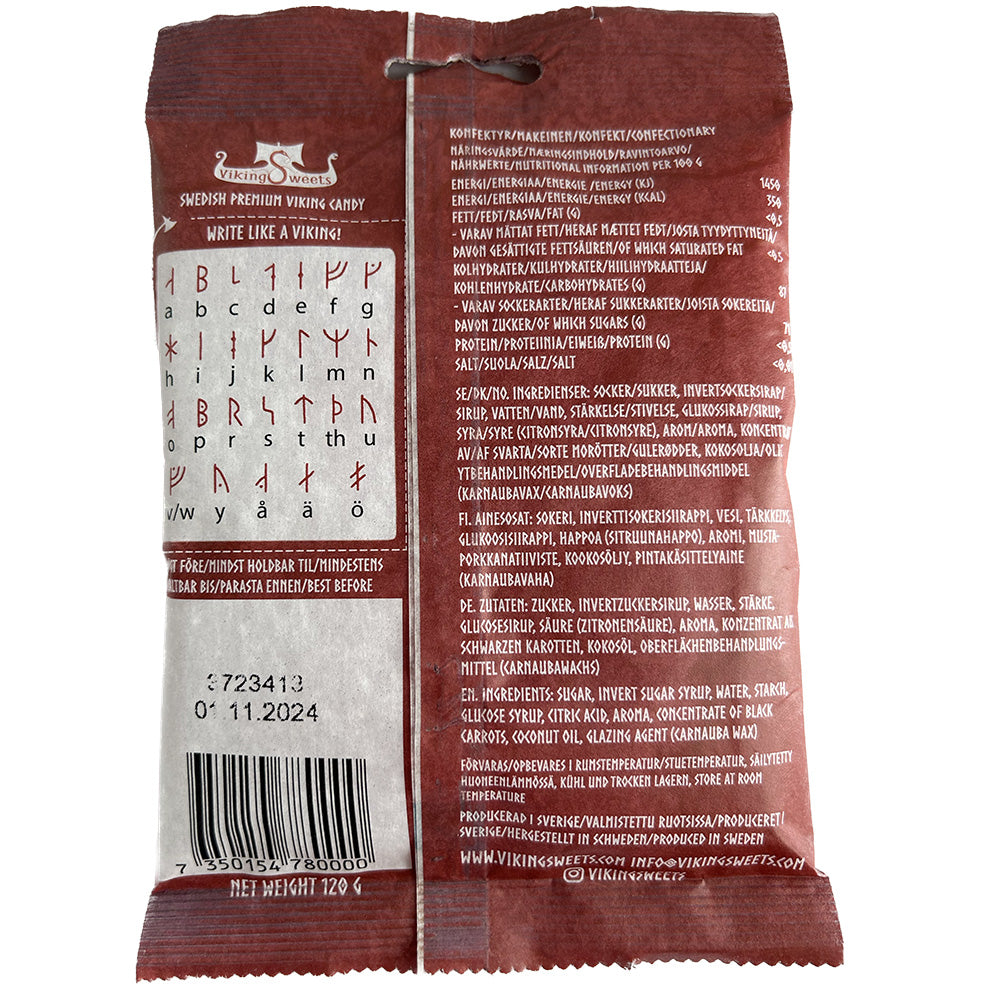 VikingSweets
SWEDISH PREMIUM VIKING CANDY
WRITE LIKE A VIKING!
a b c d e f g
h i j k l m n
o p r s t th u
v/w y å ä ö
FÖRE/MINDST HOLDBAR TIL/MINDESTENS
BIS/PARASTA ENNEN/BEST BEFORE
3723413
01.11.2024
7 350154 780000
NET WEIGHT 120 G
KONFEKTYR/MAKEINEN/KONFEKT/CONFECTIONARY
NÄRINGSVÄRDE/NÆRINGSINDHOLD/RAVINTOARVO/
NÄHRWERTE/NUTRITIONAL INFORMATION PER 100 G
ENERGI/ENERGIAA/ENERGIE/ENERGY (KJ) 1450
ENERGI/ENERGIAA/ENERGIE/ENERGY (KCAL) 350
FETT/FEDT/RASVA/FAT (G) <0,5
- VARAV MÄTTAT FETT/HERAF MÆTTET FEDT/JOSTA TYYDYTTYNEITÄ/
DAVON GESÄTTIGTE FETTSÄUREN/OF WHICH SATURATED FAT <0,5
KOLHYDRATER/KULHYDRATER/HIILIHYDRAATTEJA/
KOHLENHYDRATE/CARBOHYDRATES (G) 87
- VARAV SOCKERARTER/HERAF SUKKERARTER/JOISTA SOKEREITA/
DAVON ZUCKER/OF WHICH SUGARS (G)
PROTEIN/PROTEIINIA/EIWEIß/PROTEIN (G)
SALT/SUOLA/SALZ/SALT
SE/DK/NO. INGREDIENSER: SOCKER/SUKKER, INVERTSOCKERSIRAP/
SIRUP, VATTEN/VAND, STÄRKELSE/STIVELSE, GLUKOSSIRAP/SIRUP,
SYRA/SYRE (CITRONSYRA/CITRONSYRE), AROM/AROMA, KONCENTRAT
AV/AF SVARTA/SORTE MORÖTTER/GULERØDDER, KOKOSOLJA/OLIE
YTBEHANDLINGSMEDEL/OVERFLADEBEHANDLINGSMIDDEL
(KARNAUBAVAX/CARNAUBAVOKS)
FI. AINESOSAT: SOKERI, INVERTTISOKERISIIRAPPI, VESI, TÄRKKELYS,
GLUKOOSISIIRAPPI, HAPPOA (SITRUUNAHAPPO), AROMI, MUSTA-
PORKKANATIIVISTE, KOOKOSÖLJY, PINTAKÄSITTELYAINE
(KARNAUBAVAHA)
DE. ZUTATEN: ZUCKER, INVERTZUCKERSIRUP, WASSER, STÄRKE,
GLUCOSESIRUP, SÄURE (ZITRONENSÄURE), AROMA, KONZENTRAT AUS
SCHWARZEN KAROTTEN, KOKOSÖL, OBERFLÄCHENBEHANDLUNGS-
MITTEL (CARNAUBAWACHS)
EN. INGREDIENTS: SUGAR, INVERT SUGAR SYRUP, WATER, STARCH,
GLUCOSE SYRUP, CITRIC ACID, AROMA, CONCENTRATE OF BLACK
CARROTS, COCONUT OIL, GLAZING AGENT (CARNAUBA WAX)
FÖRVARAS/OPBEVARES I RUMSTEMPERATUR/STUETEMPERATUR, SÄILYTETTY
HUONEENLÄMMÖSSÄ, KÜHL UND TROCKEN LAGERN, STORE AT ROOM
TEMPERATURE
PRODUCERAD I SVERIGE/VALMISTETTU RUOTSISSA/PRODUCERET I
SVERIGE/HERGESTELLT IN SCHWEDEN/PRODUCED IN SWEDEN
WWW.VIKINGSWEETS.COM INFO@VIKINGSWEETS.COM
VIKINGSWEETS